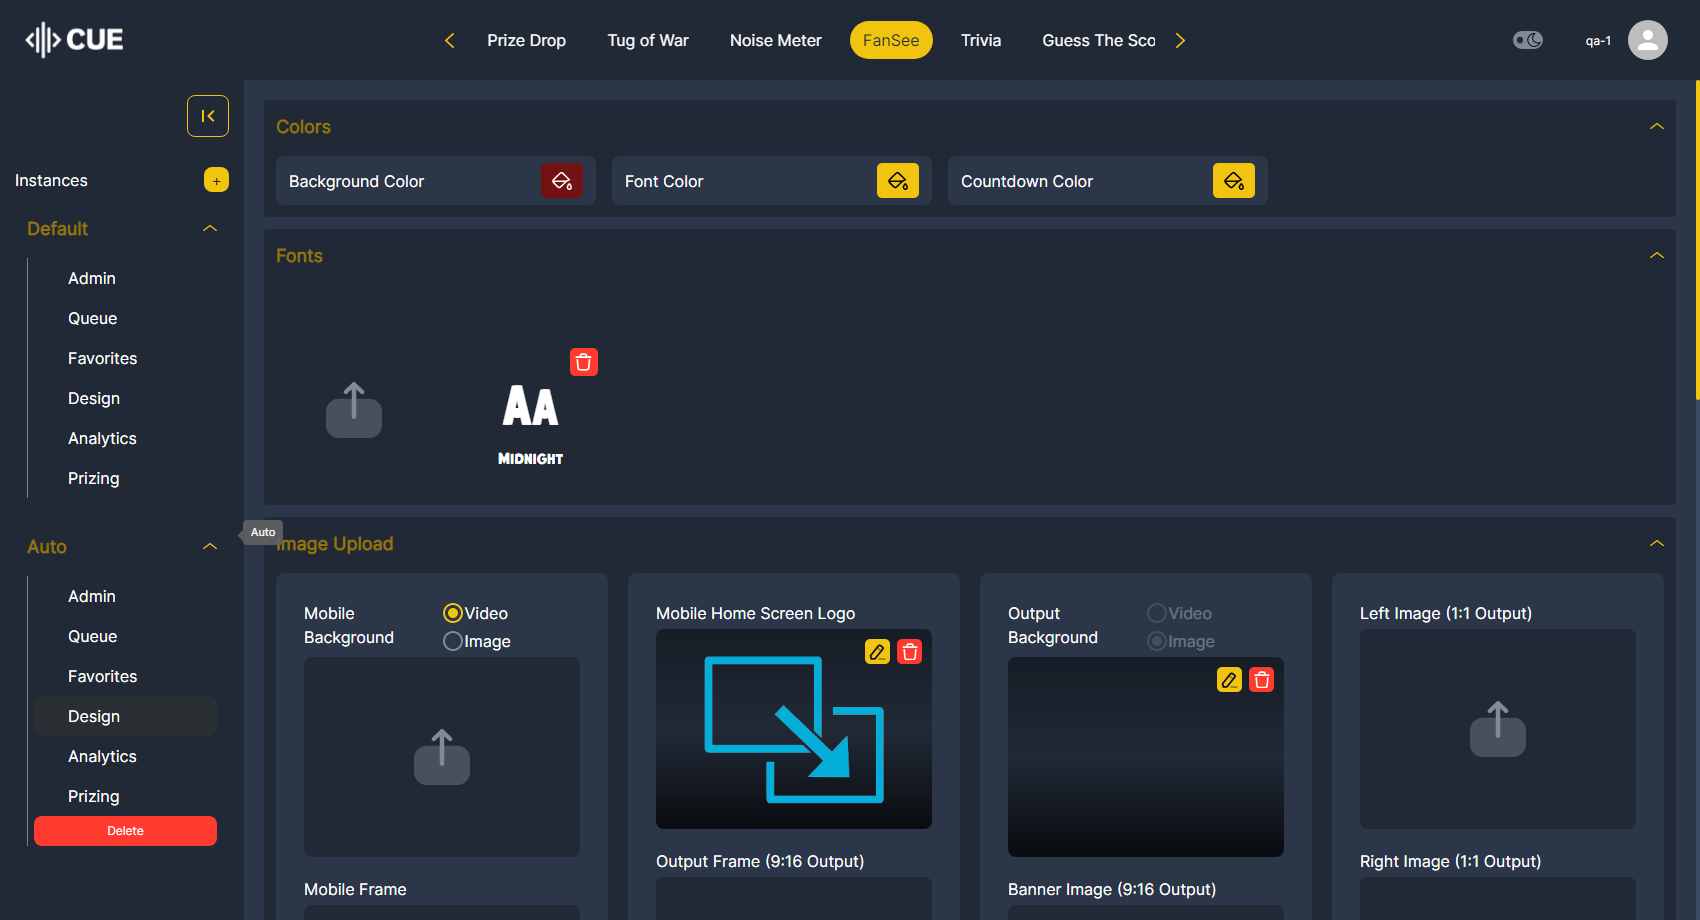 CUE
Prize Drop
Tug of War
Noise Meter
FanSee
Trivia
Guess The Sco
qa-1
Instances
+
Default
Admin
Queue
Favorites
Design
Analytics
Prizing
Auto
Admin
Queue
Favorites
Design
Analytics
Prizing
Delete
Auto
Colors
Background Color
Font Color
Countdown Color
Fonts
AA
MIDNIGHT
Image Upload
Mobile
Background
Video
Image
Mobile Home Screen Logo
Output
Background
Video
Image
Left Image (1:1 Output)
Mobile Frame
Output Frame (9:16 Output)
Banner Image (9:16 Output)
Right Image (1:1 Output)